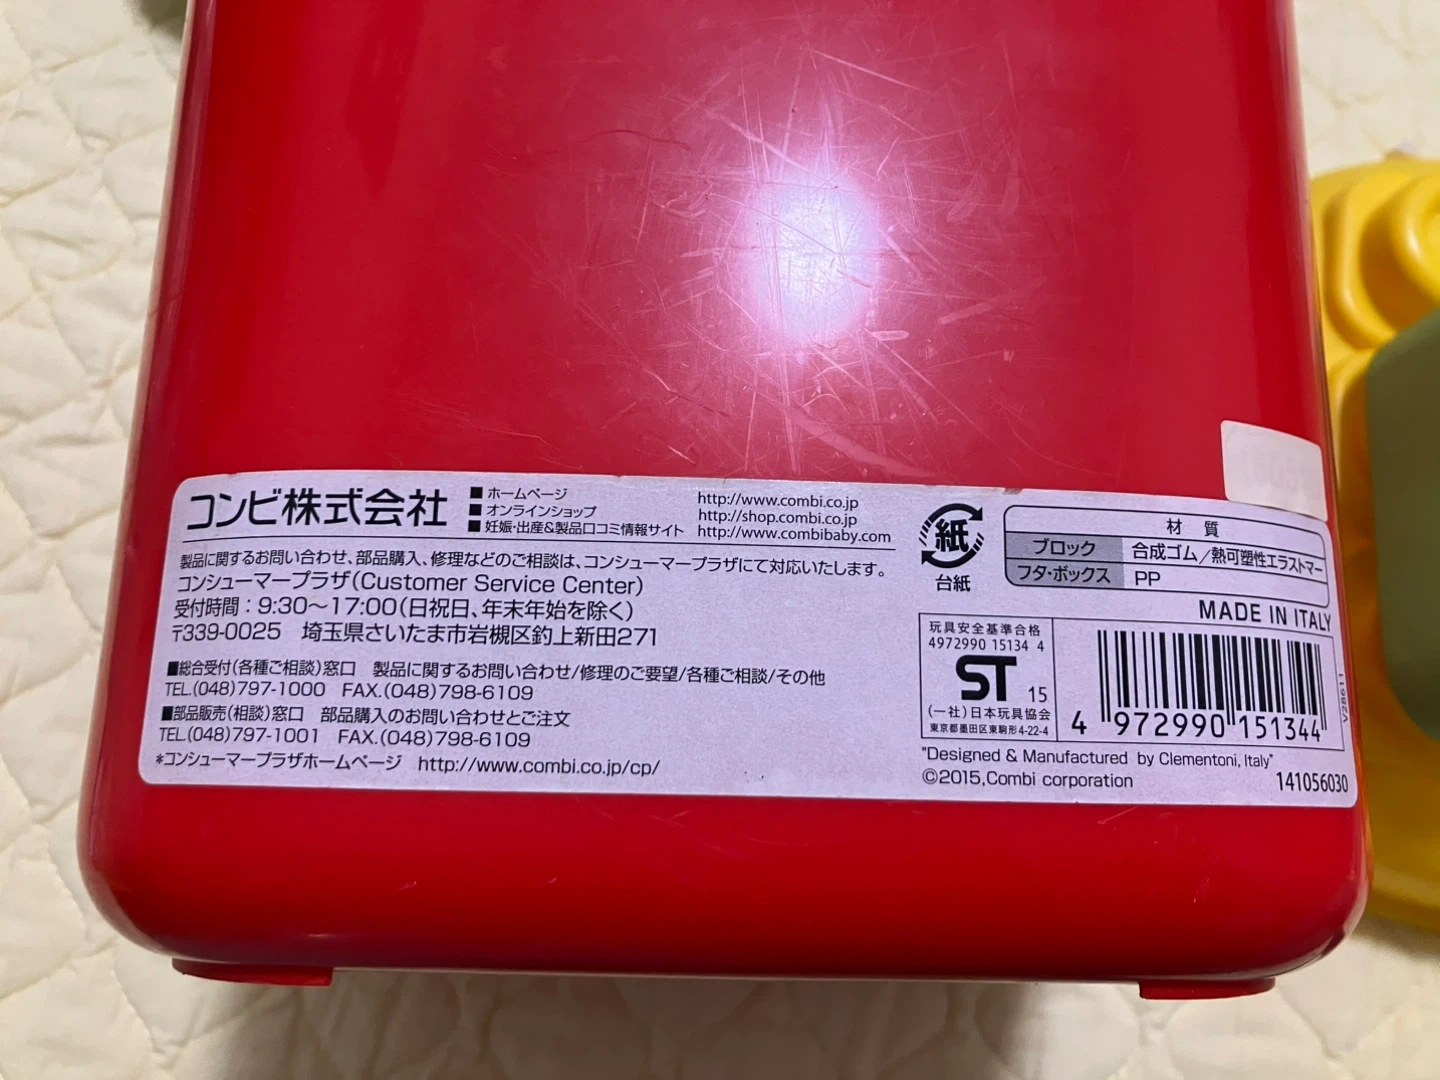 コンビ株式会社
■ ホームページ http://www.combi.co.jp
■ オンラインショップ http://shop.combi.co.jp
■ 妊娠・出産&製品口コミ情報サイト http://www.combibaby.com
製品に関するお問い合わせ、部品購入、修理などのご相談は、コンシューマープラザにて対応いたします。
コンシューマープラザ(Customer Service Center)
受付時間：9:30〜17:00(日祝日、年末年始を除く)
〒339-0025 埼玉県さいたま市岩槻区釣上新田271
■総合受付(各種ご相談)窓口 製品に関するお問い合わせ/修理のご要望/各種ご相談/その他
TEL.(048)797-1000 FAX.(048)798-6109
■部品販売(相談)窓口 部品購入のお問い合わせとご注文
TEL.(048)797-1001 FAX.(048)798-6109
*コンシューマープラザホームページ http://www.combi.co.jp/cp/
紙
台紙
材質
ブロック 合成ゴム/熱可塑性エラストマー
フタ・ボックス PP
MADE IN ITALY
玩具安全基準合格
4972990 15134 4
ST 15
(一社)日本玩具協会
東京都墨田区東駒形4-22-4
4 972990 151344
V28611
"Designed & Manufactured by Clementoni, Italy"
©2015,Combi corporation
141056030